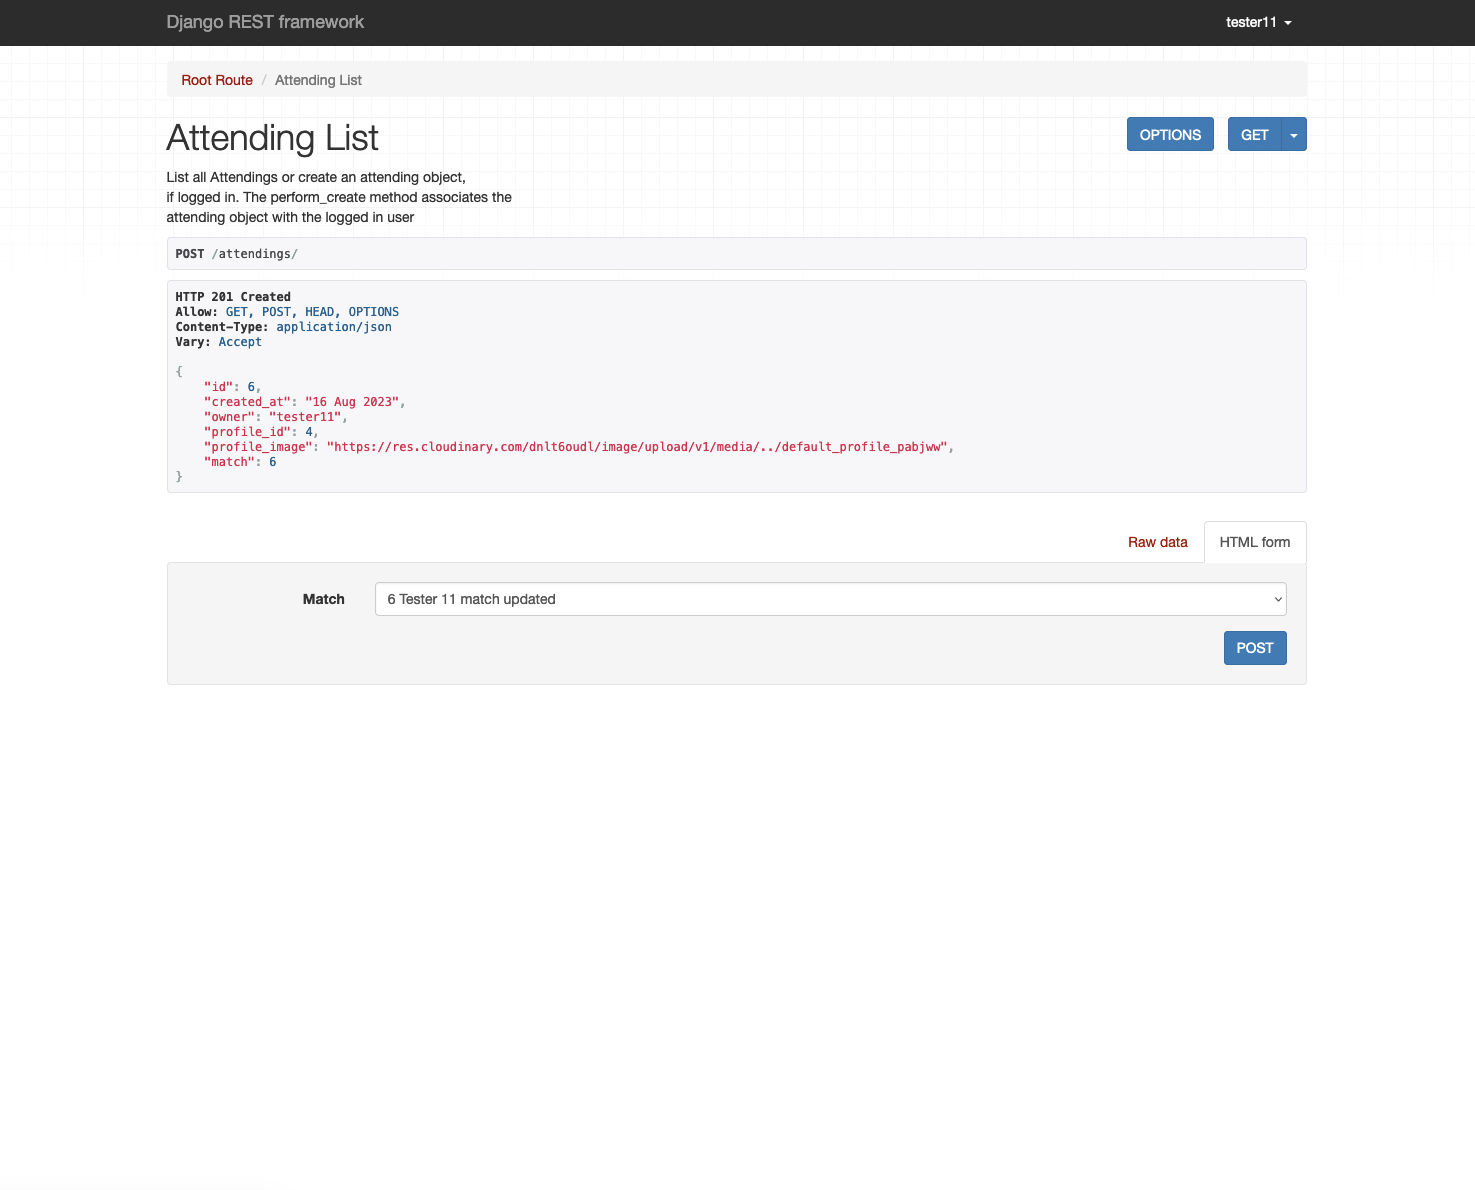 Django REST framework
tester11
Root Route / Attending List
Attending List
OPTIONS
GET
List all Attendings or create an attending object,
if logged in. The perform_create method associates the
attending object with the logged in user
POST /attendings/
HTTP 201 Created
Allow: GET, POST, HEAD, OPTIONS
Content-Type: application/json
Vary: Accept
{
    "id": 6,
    "created_at": "16 Aug 2023",
    "owner": "tester11",
    "profile_id": 4,
    "profile_image": "https://res.cloudinary.com/dnlt6oudl/image/upload/v1/media/../default_profile_pabjww",
    "match": 6
}
Raw data
HTML form
Match
6 Tester 11 match updated
POST